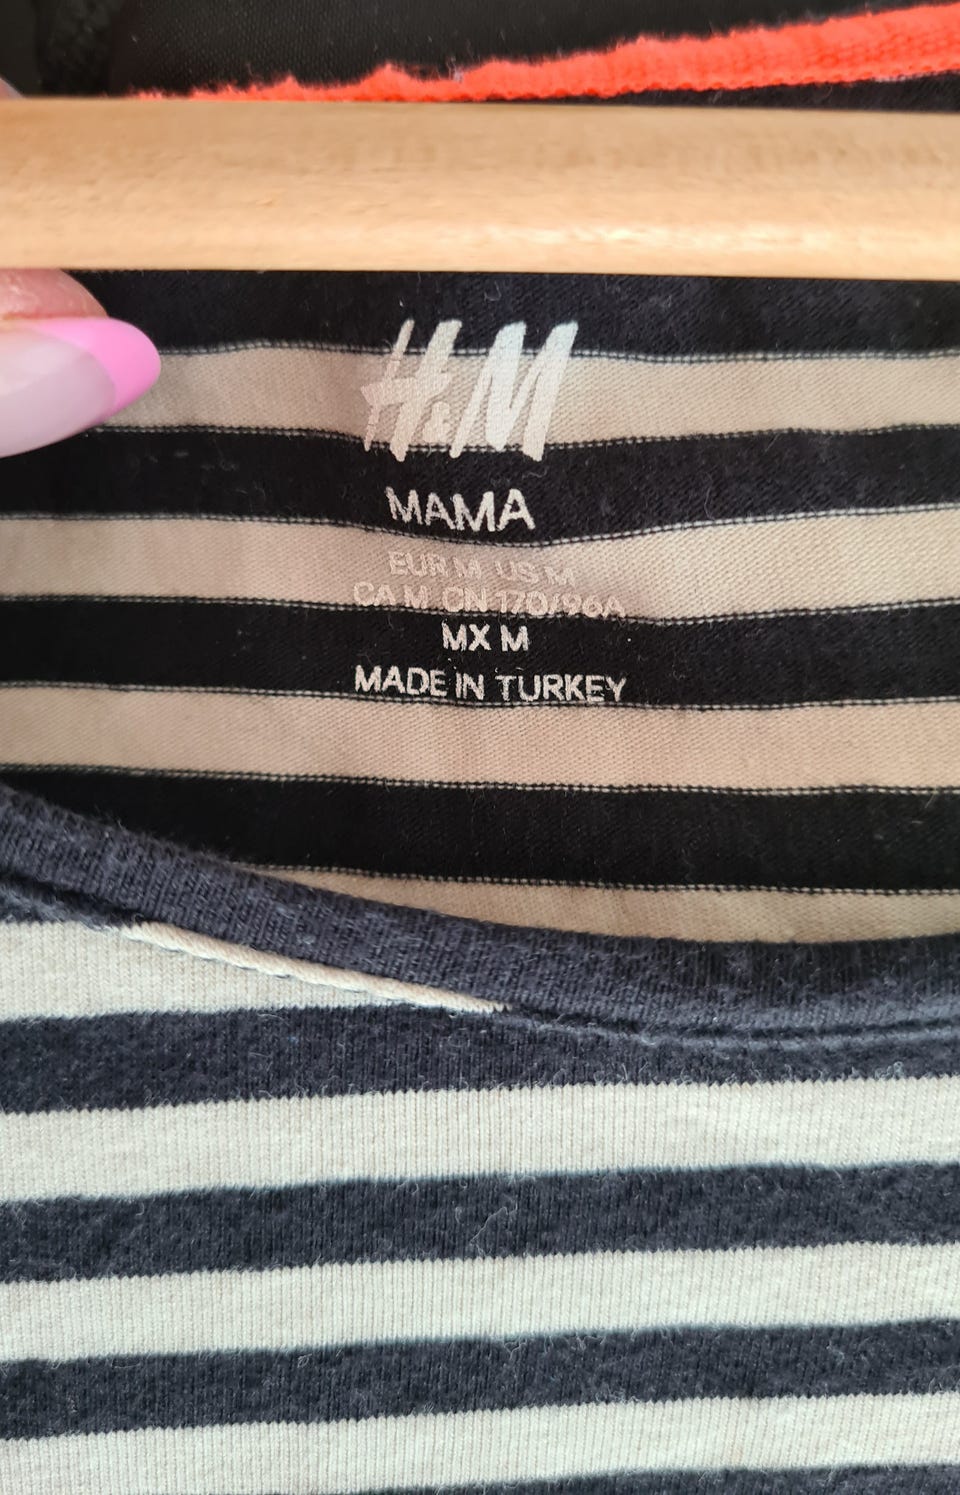 H&M
MAMA
EUR M US M
CA M CN 170/96A
MX M
MADE IN TURKEY